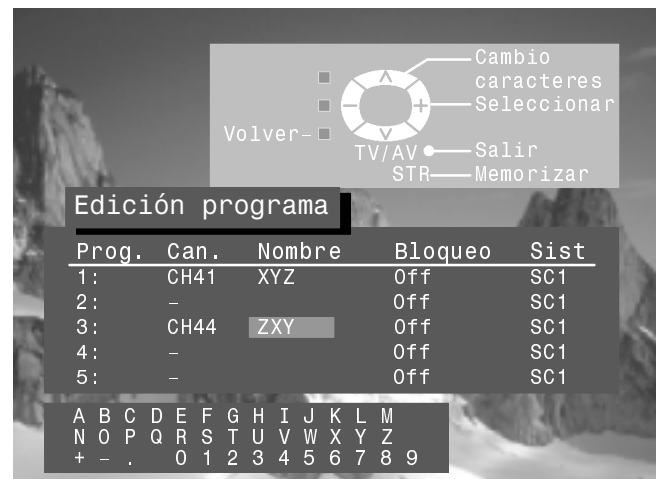 Cambio
caracteres
Seleccionar
Volver-
TV/AV Salir
STR Memorizar
Edición programa
Prog. Can. Nombre Bloqueo Sist
1: CH41 XYZ Off SC1
2: - Off SC1
3: CH44 ZXY Off SC1
4: - Off SC1
5: - Off SC1
A B C D E F G H I J K L M
N O P Q R S T U V W X Y Z
+ - . 0 1 2 3 4 5 6 7 8 9